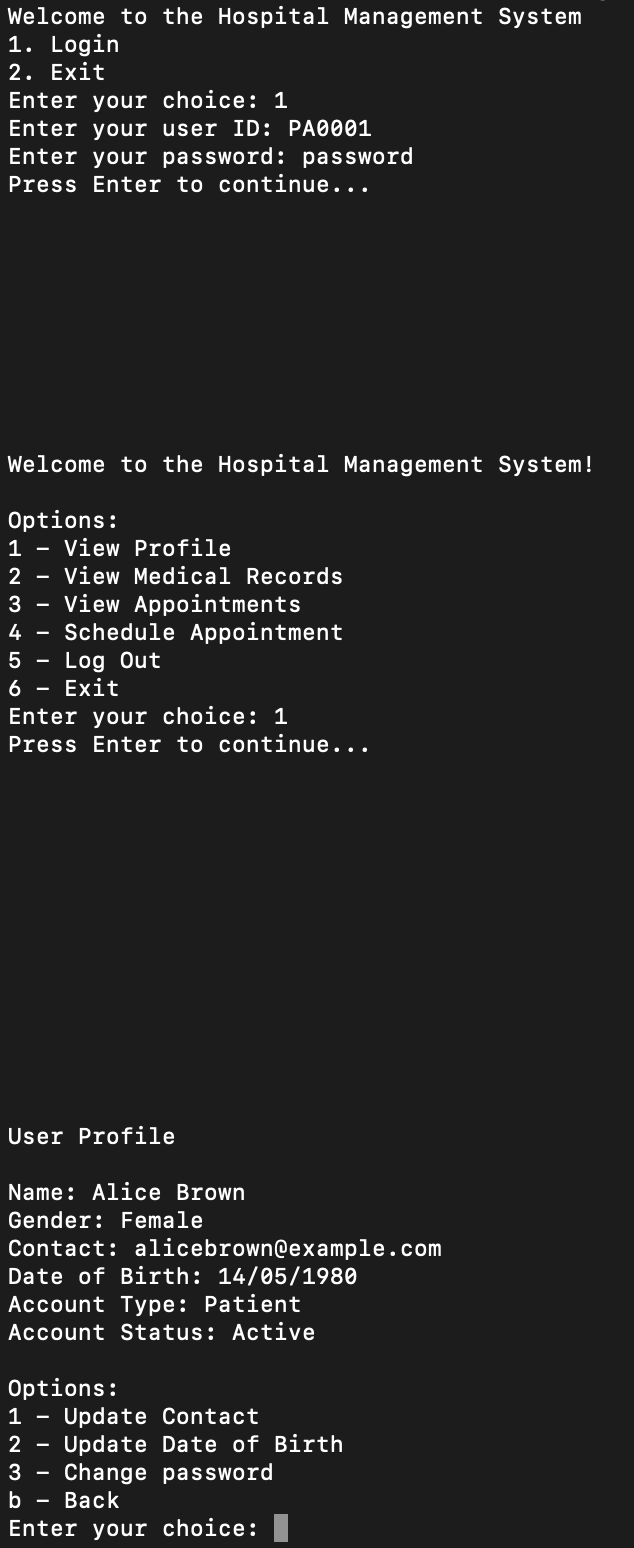 Welcome to the Hospital Management System
1. Login
2. Exit
Enter your choice: 1
Enter your user ID: PA0001
Enter your password: password
Press Enter to continue...
Welcome to the Hospital Management System!
Options:
1 – View Profile
2 – View Medical Records
3 – View Appointments
4 – Schedule Appointment
5 – Log Out
6 – Exit
Enter your choice: 1
Press Enter to continue...
User Profile
Name: Alice Brown
Gender: Female
Contact: alicebrown@example.com
Date of Birth: 14/05/1980
Account Type: Patient
Account Status: Active
Options:
1 – Update Contact
2 – Update Date of Birth
3 – Change password
b – Back
Enter your choice: